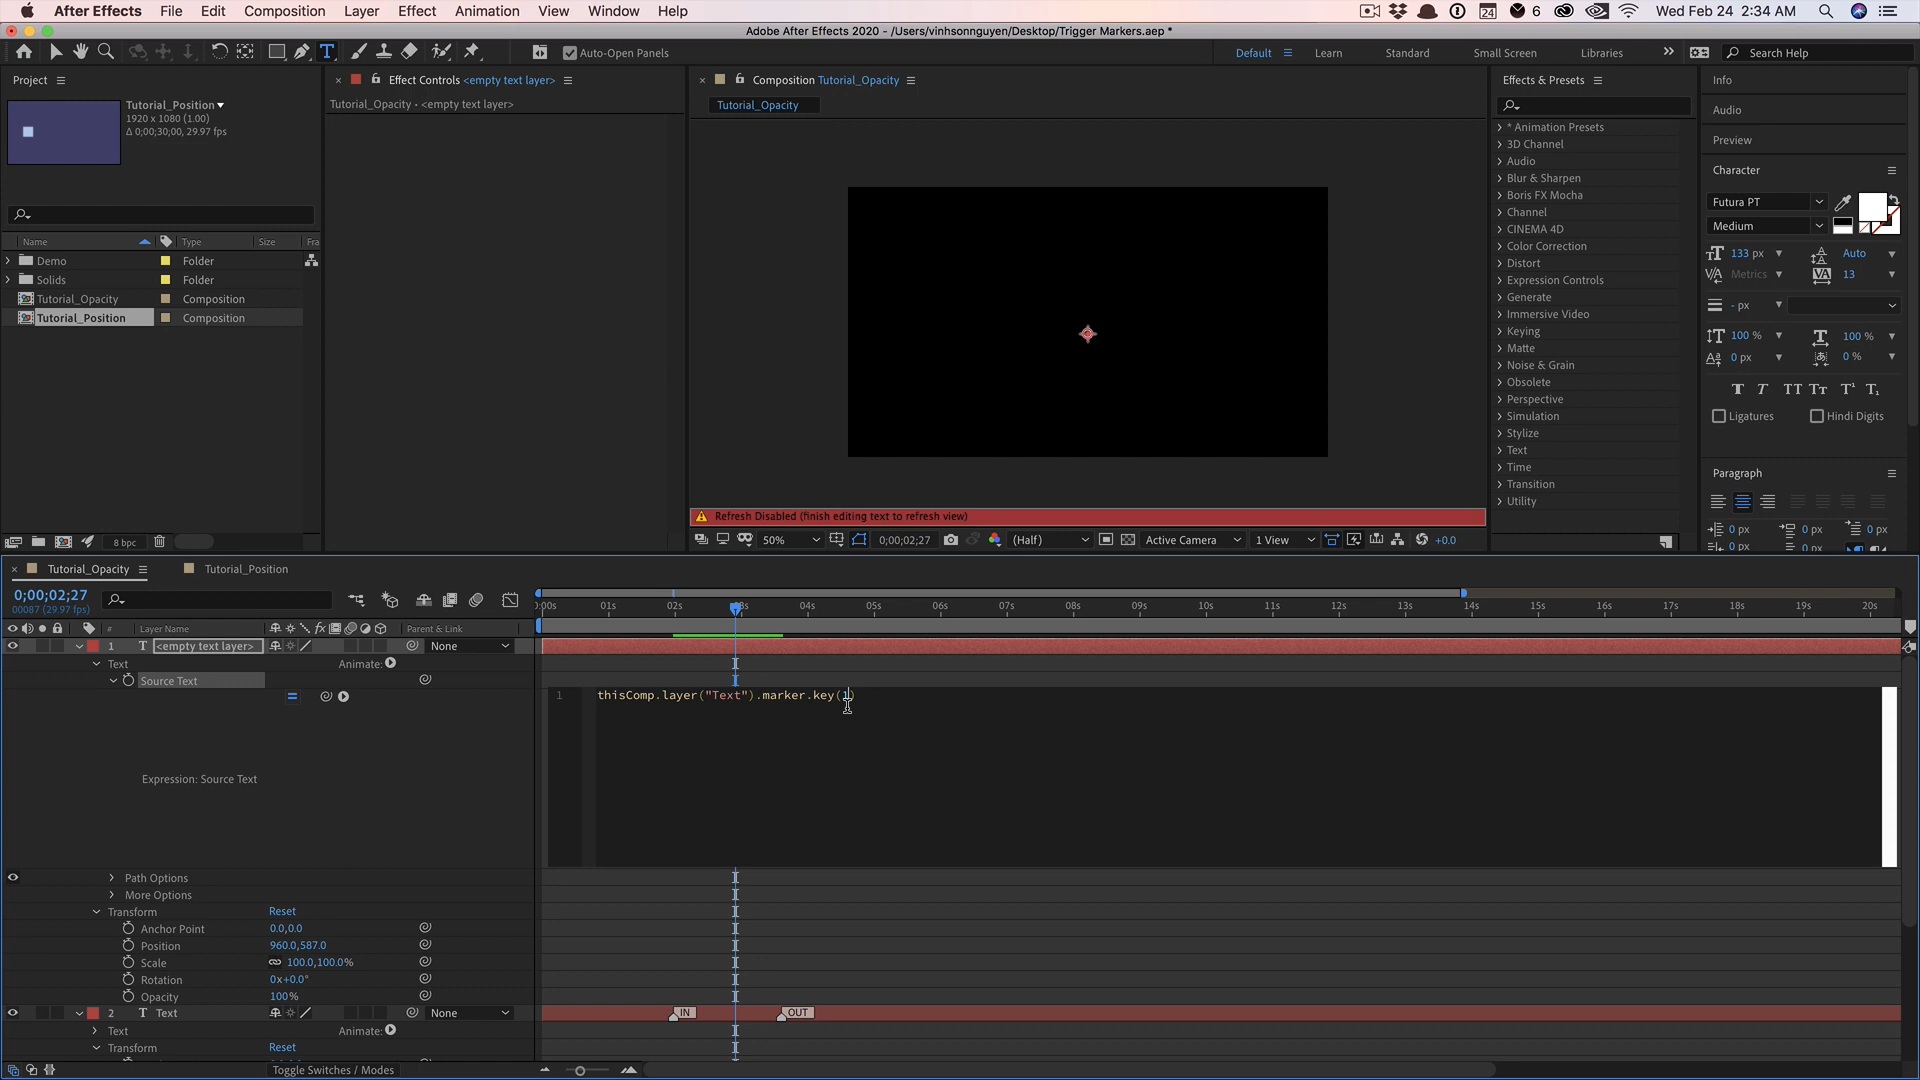 After Effects File Edit Composition Layer Effect Animation View Window Help
6 Wed Feb 24 2:34 AM
Adobe After Effects 2020 - /Users/vinhsonnguyen/Desktop/Trigger Markers.aep *
Auto-Open Panels Default Learn Standard Small Screen Libraries Search Help
Project
Tutorial_Position
1920 x 1080 (1.00)
Δ 0;00;30;00, 29.97 fps
Name Type Size Fra
Demo Folder
Solids Folder
Tutorial_Opacity Composition
Tutorial_Position Composition
8 bpc
Effect Controls <empty text layer>
Tutorial_Opacity · <empty text layer>
Composition Tutorial_Opacity
Tutorial_Opacity
Refresh Disabled (finish editing text to refresh view)
50% 0;00;02;27 (Half) Active Camera 1 View +0.0
Effects & Presets
* Animation Presets
3D Channel
Audio
Blur & Sharpen
Boris FX Mocha
Channel
CINEMA 4D
Color Correction
Distort
Expression Controls
Generate
Immersive Video
Keying
Matte
Noise & Grain
Obsolete
Perspective
Simulation
Stylize
Text
Time
Transition
Utility
Info
Audio
Preview
Character
Futura PT
Medium
133 px Auto
Metrics 13
- px
100 % 100 %
0 px 0 %
Ligatures Hindi Digits
Paragraph
0 px 0 px 0 px
0 px 0 px
Tutorial_Opacity Tutorial_Position
0;00;02;27
00087 (29.97 fps)
:00s 01s 02s 3s 04s 05s 06s 07s 08s 09s 10s 11s 12s 13s 14s 15s 16s 17s 18s 19s 20s
# Layer Name Parent & Link
1 <empty text layer> None
Text Animate:
Source Text
1 thisComp.layer("Text").marker.key(1)
Expression: Source Text
Path Options
More Options
Transform Reset
Anchor Point 0.0,0.0
Position 960.0,587.0
Scale 100.0,100.0%
Rotation 0x+0.0°
Opacity 100%
2 Text None IN OUT
Text Animate:
Transform Reset
Toggle Switches / Modes